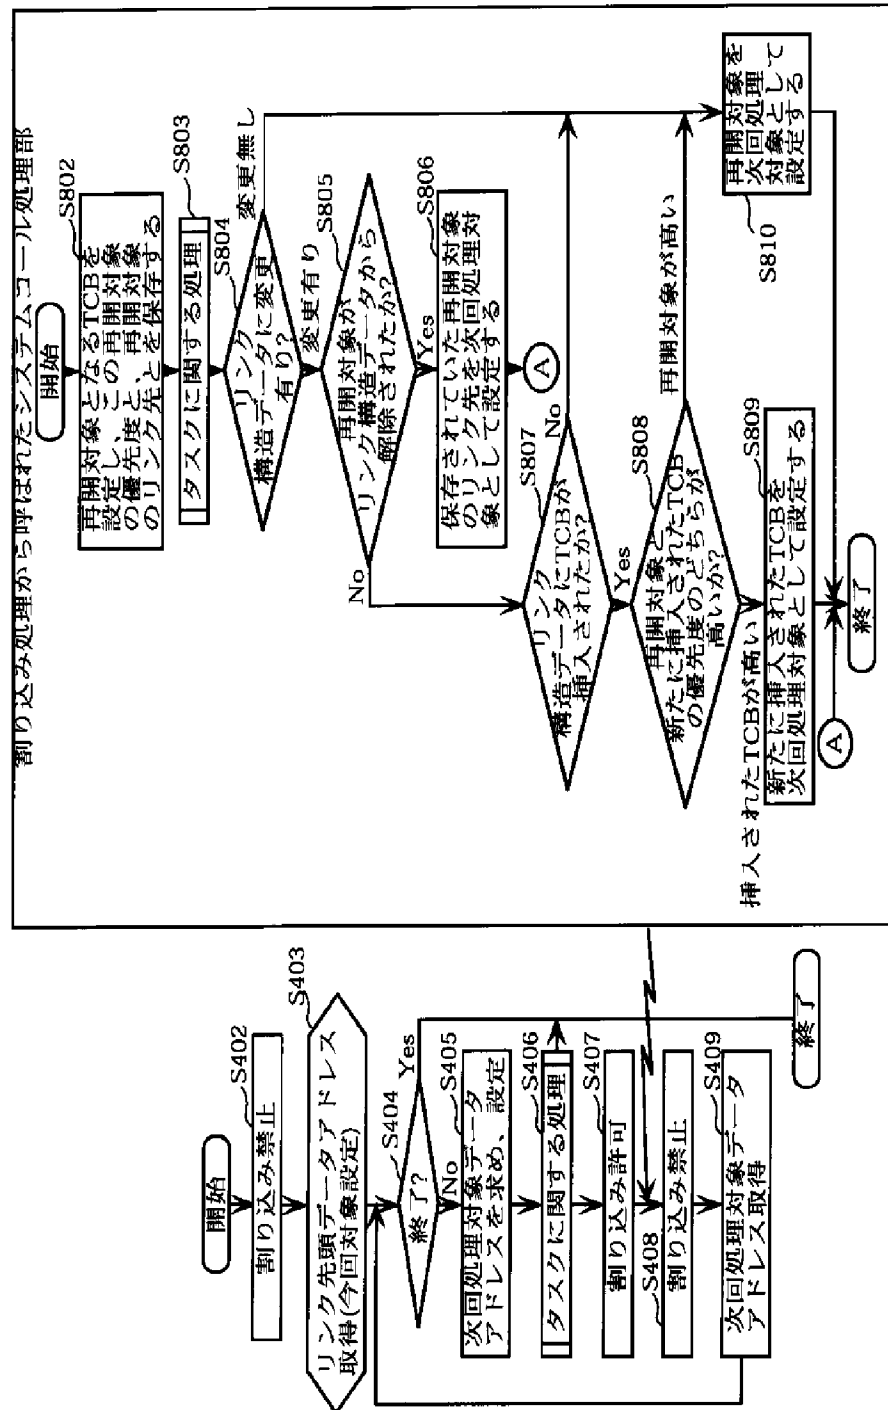 開始
S402
割り込み禁止
S403
リンク先頭データアドレス
取得(今回対象設定)
S404
終了?
Yes
No
S405
次回処理対象データ
アドレスを求め、設定
S406
タスクに関する処理
S407
割り込み許可
S408
割り込み禁止
S409
次回処理対象データ
アドレス取得
終了
割り込み処理から呼ばれたシステムコール処理部
開始
S802
再開対象となるTCBを
設定し、この再開対象
の優先度と、再開対象
のリンク先とを保存する
S803
タスクに関する処理
S804
リンク
構造データに変更
有り?
変更無し
変更有り
S805
再開対象が
リンク構造データから
解除されたか?
Yes
No
S806
保存されていた再開対象
のリンク先を次回処理対
象として設定する
A
S807
リンク
構造データにTCBが
挿入されたか?
No
Yes
S808
再開対象と
新たに挿入されたTCB
の優先度のどちらが
高いか?
再開対象が高い
挿入されたTCBが高い
S809
新たに挿入されたTCBを
次回処理対象として設定する
S810
再開対象を
次回処理
対象として
設定する
A
終了